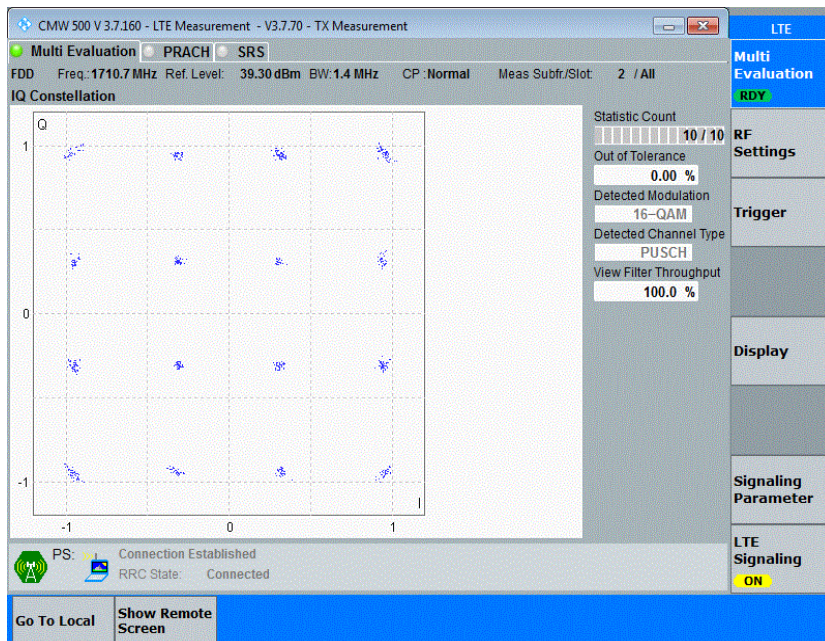 CMW 500 V 3.7.160 - LTE Measurement - V3.7.70 - TX Measurement
LTE
Multi Evaluation PRACH SRS
Multi
Evaluation
RDY
FDD Freq.: 1710.7 MHz Ref. Level: 39.30 dBm BW: 1.4 MHz CP : Normal Meas Subfr./Slot: 2 / All
IQ Constellation
Q
1
0
-1
I
-1 0 1
Statistic Count
10 / 10
Out of Tolerance
0.00 %
Detected Modulation
16-QAM
Detected Channel Type
PUSCH
View Filter Throughput
100.0 %
RF
Settings
Trigger
Display
Signaling
Parameter
LTE
Signaling
ON
PS: Connection Established
RRC State: Connected
Go To Local
Show Remote
Screen